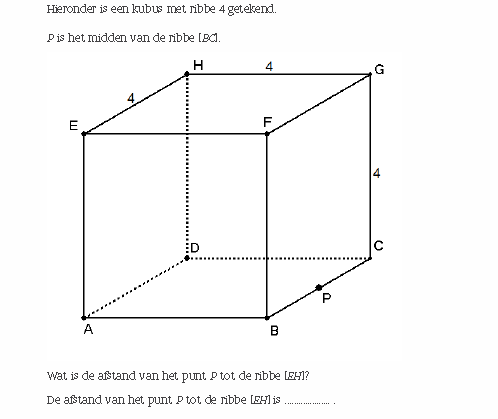 Hieronder is een kubus met ribbe 4 getekend.
P is het midden van de ribbe [BC].
H 4 G
4
E F
4
D C
P
A B
Wat is de afstand van het punt P tot de ribbe [EH]?
De afstand van het punt P tot de ribbe [EH] is .................... .